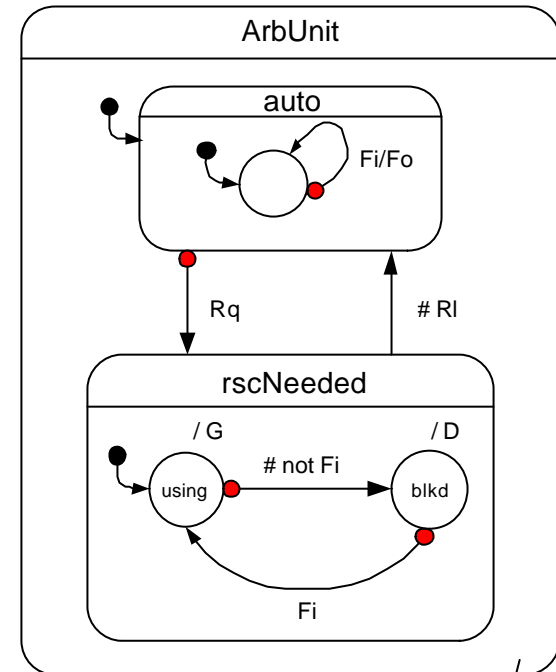 ArbUnit
auto
Fi/Fo
Rq
# Rl
rscNeeded
/ G
/ D
# not Fi
using
blkd
Fi
/